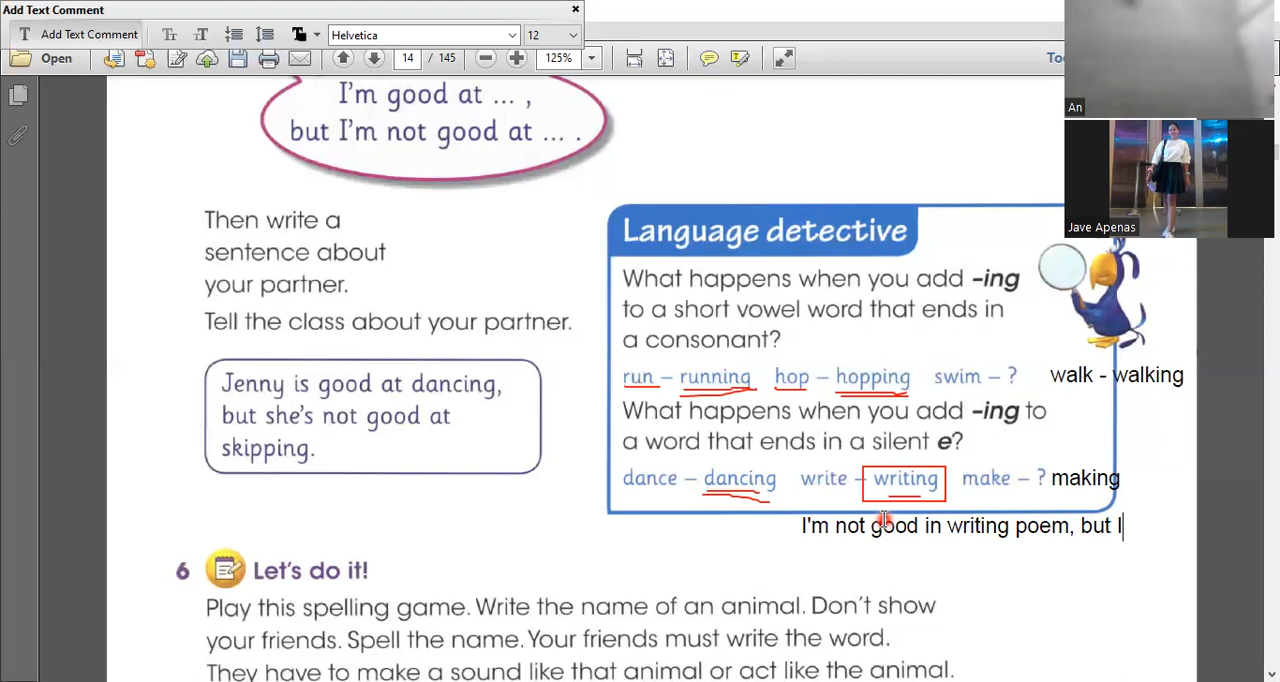 Add Text Comment
Add Text Comment
Helvetica
12
Open
14 / 145
125%
An
Jave Apenas
I'm good at ... ,
but I'm not good at ... .
Then write a
sentence about
your partner.
Tell the class about your partner.
Jenny is good at dancing,
but she's not good at
skipping.
Language detective
What happens when you add -ing
to a short vowel word that ends in
a consonant?
run – running hop – hopping swim – ? walk - walking
What happens when you add -ing to
a word that ends in a silent e?
dance – dancing write – writing make – ? making
I'm not good in writing poem, but I
6 Let's do it!
Play this spelling game. Write the name of an animal. Don't show
your friends. Spell the name. Your friends must write the word.
They have to make a sound like that animal or act like the animal.